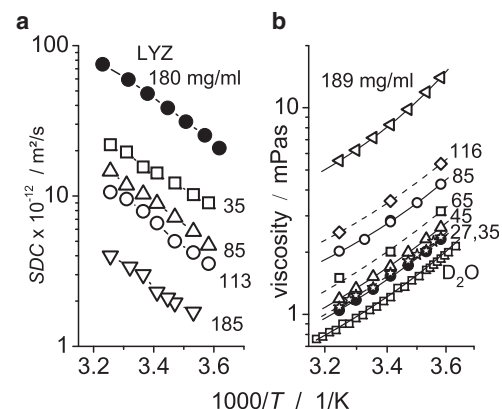 a
b
100
LYZ
180 mg/ml
35
85
113
185
10
1
3.2
3.4
3.6
SDC x 10⁻¹² / m²/s
189 mg/ml
116
85
65
45
27,35
D₂O
10
1
3.2
3.4
3.6
viscosity / mPas
1000/T / 1/K